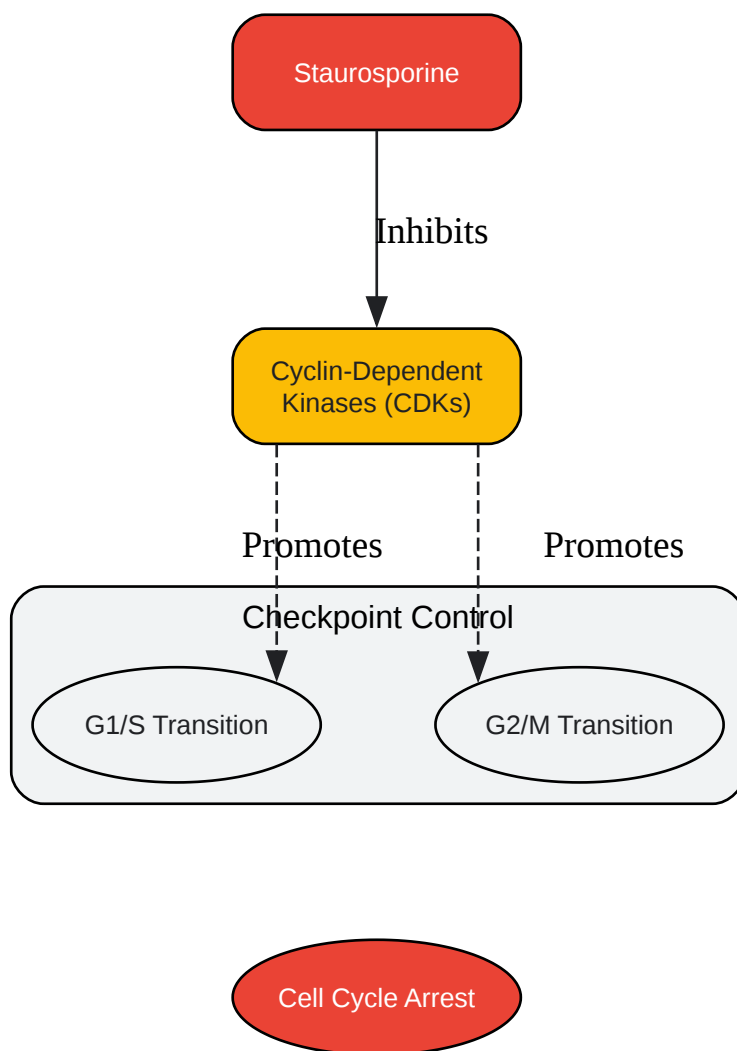 Staurosporine
Inhibits
Cyclin-Dependent
Kinases (CDKs)
Promotes
Promotes
Checkpoint Control
G1/S Transition
G2/M Transition
Cell Cycle Arrest